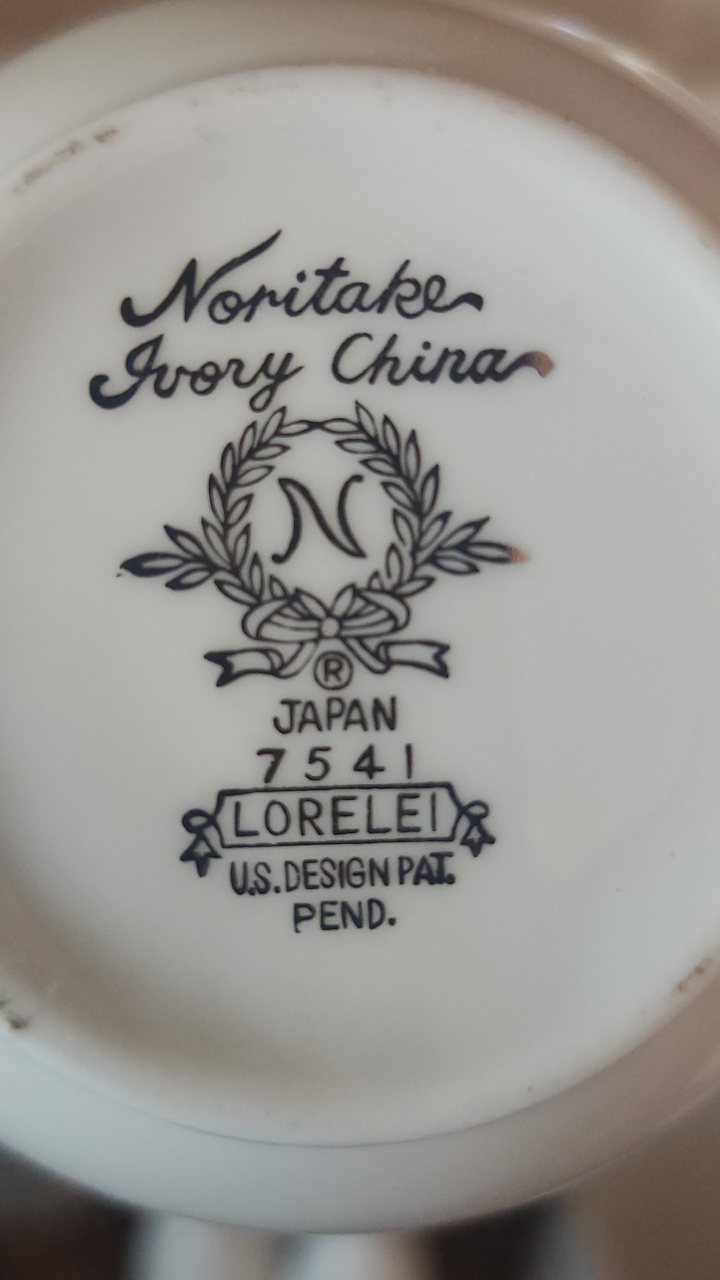 Noritake
Ivory China
N
®
JAPAN
7541
LORELEI
U.S. DESIGN PAT.
PEND.